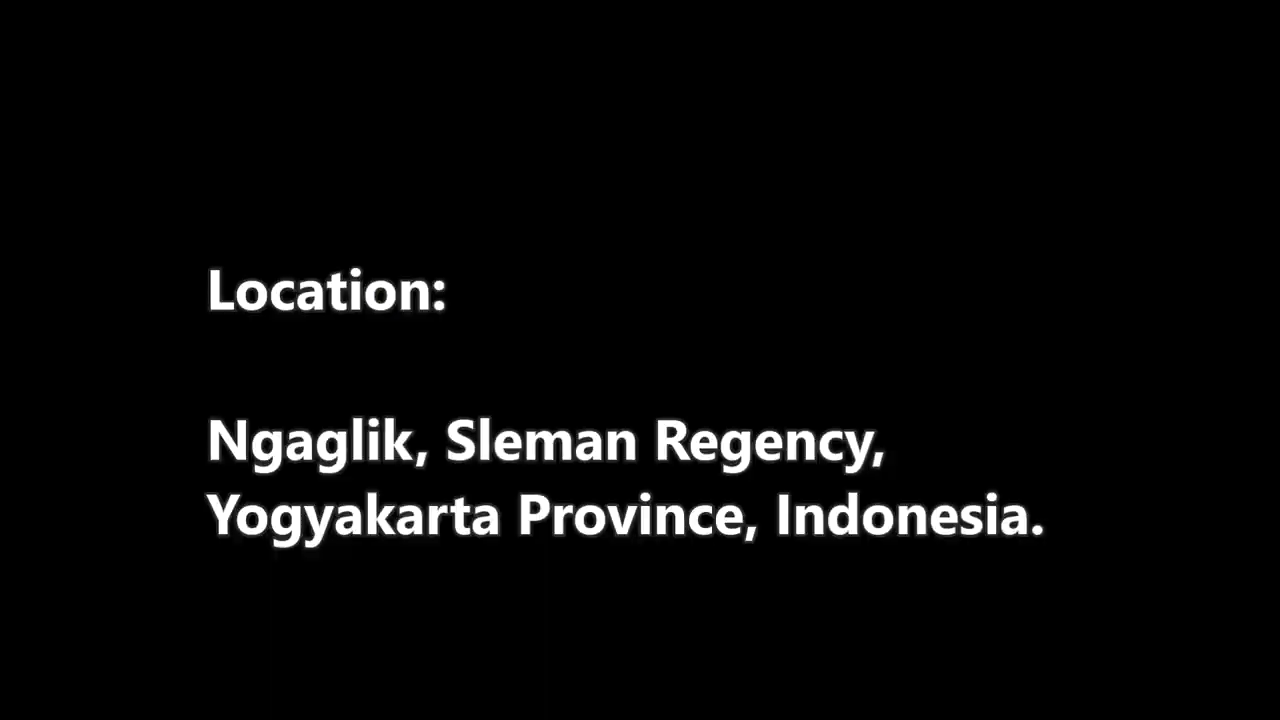 Location:
Ngaglik, Sleman Regency,
Yogyakarta Province, Indonesia.